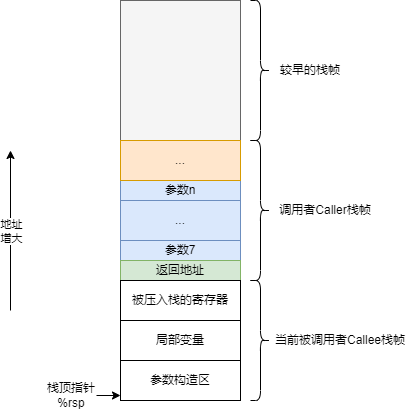 较早的栈帧
...
参数n
调用者Caller栈帧
地址
增大
...
参数7
返回地址
被压入栈的寄存器
局部变量
当前被调用者Callee栈帧
参数构造区
栈顶指针
%rsp